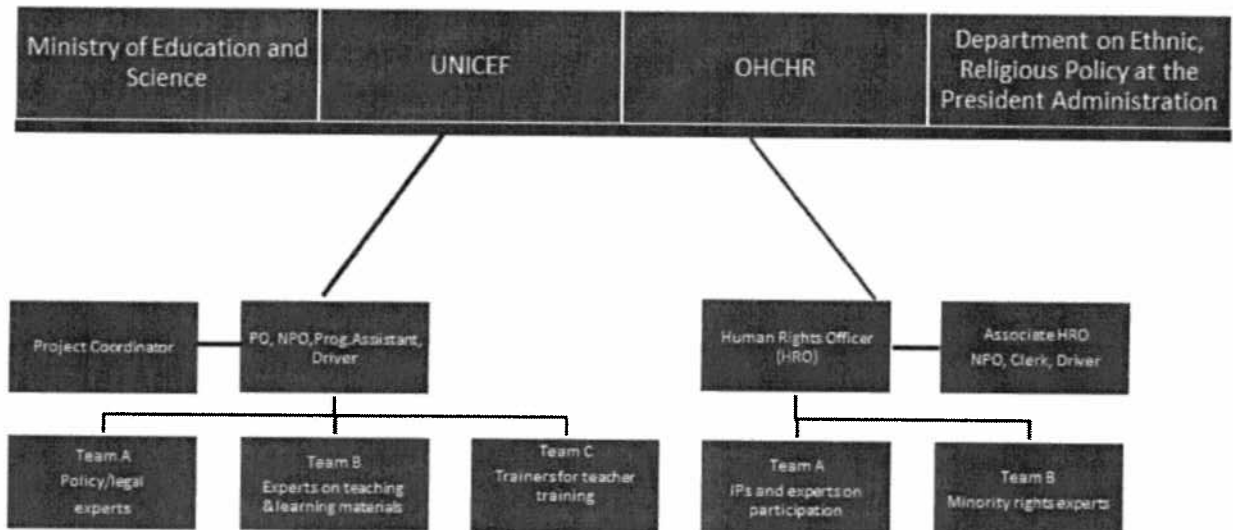 Ministry of Education and
Science
UNICEF
OHCHR
Department on Ethnic,
Religious Policy at the
President Administration
Project Coordinator
PO, NPO,Prog.Assistant,
Driver
Human Rights Officer
(HRO)
Associate HRO
NPO, Clerk, Driver
Team A
Policy/legal
experts
Team B
Experts on teaching
& learning materials
Team C
Trainersfor teacher
training
Team A
IPs and experts on
participation
Team B
Minority rights experts